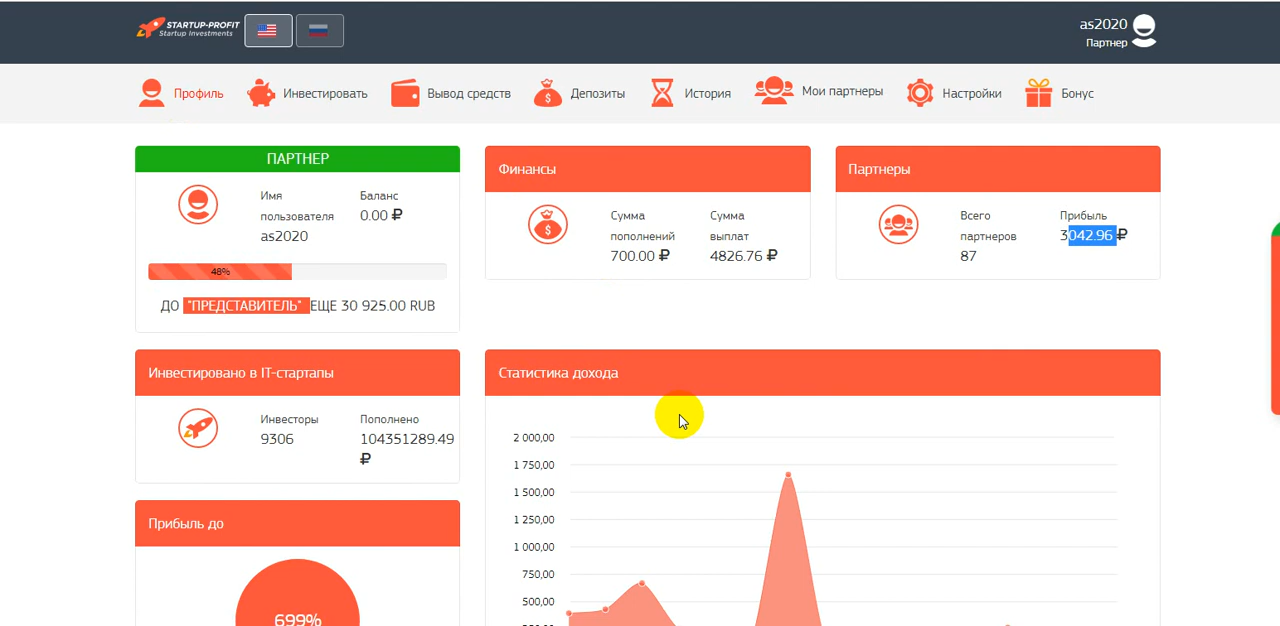 STARTUP-PROFIT
Startup Investments
as2020
Партнер
Профиль
Инвестировать
Вывод средств
Депозиты
История
Мои партнеры
Настройки
Бонус
ПАРТНЕР
Имя
пользователя
as2020
Баланс
0.00 ₽
48%
ДО "ПРЕДСТАВИТЕЛЬ" ЕЩЕ 30 925.00 RUB
Финансы
Сумма
пополнений
700.00 ₽
Сумма
выплат
4826.76 ₽
Партнеры
Всего
партнеров
87
Прибыль
3042.96 ₽
Инвестировано в IT-стартапы
Инвесторы
9306
Пополнено
104351289.49
₽
Статистика дохода
2 000,00
1 750,00
1 500,00
1 250,00
1 000,00
750,00
500,00
Прибыль до
699%